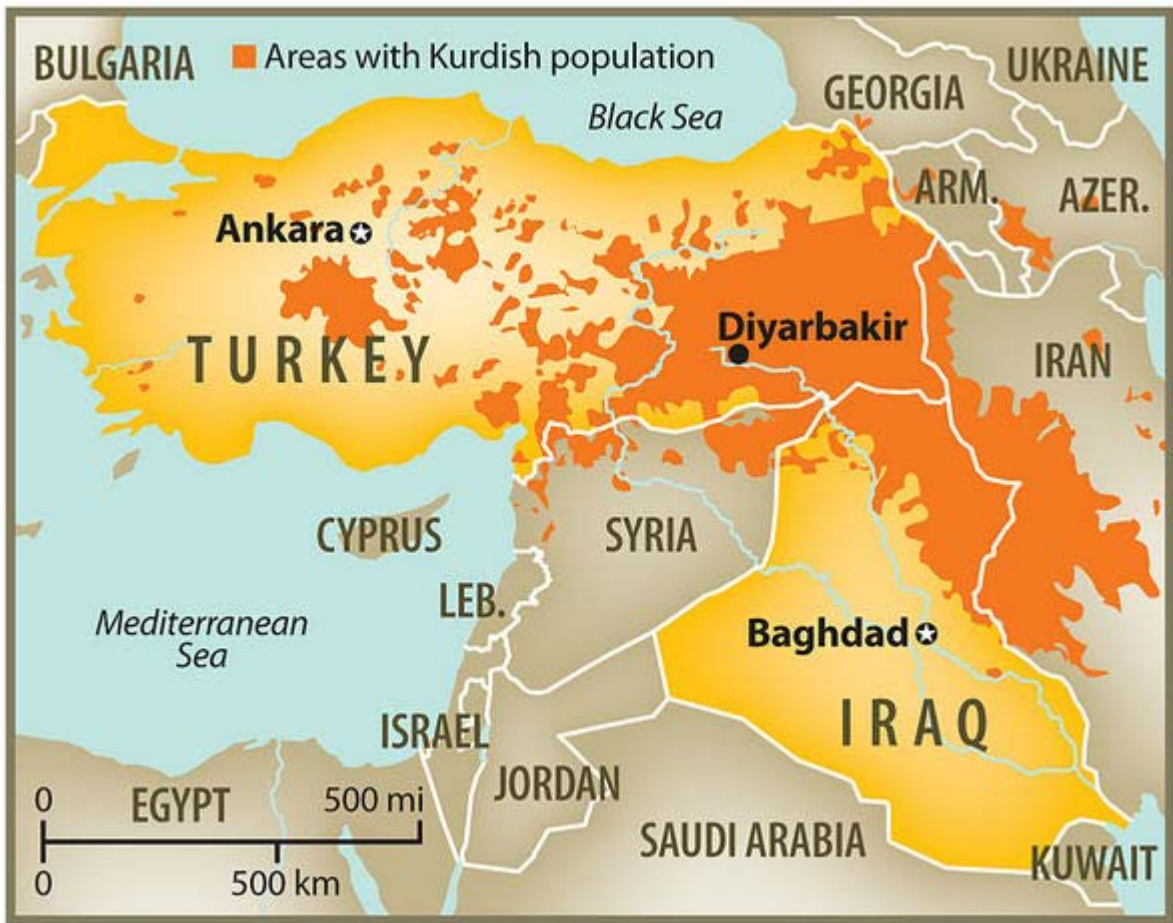 BULGARIA
Areas with Kurdish population
UKRAINE
GEORGIA
Black Sea
ARM.
AZER.
Ankara
Diyarbakir
TURKEY
IRAN
CYPRUS
SYRIA
LEB.
Mediterranean
Sea
Baghdad
IRAQ
ISRAEL
JORDAN
EGYPT
SAUDI ARABIA
KUWAIT
0 500 mi
0 500 km